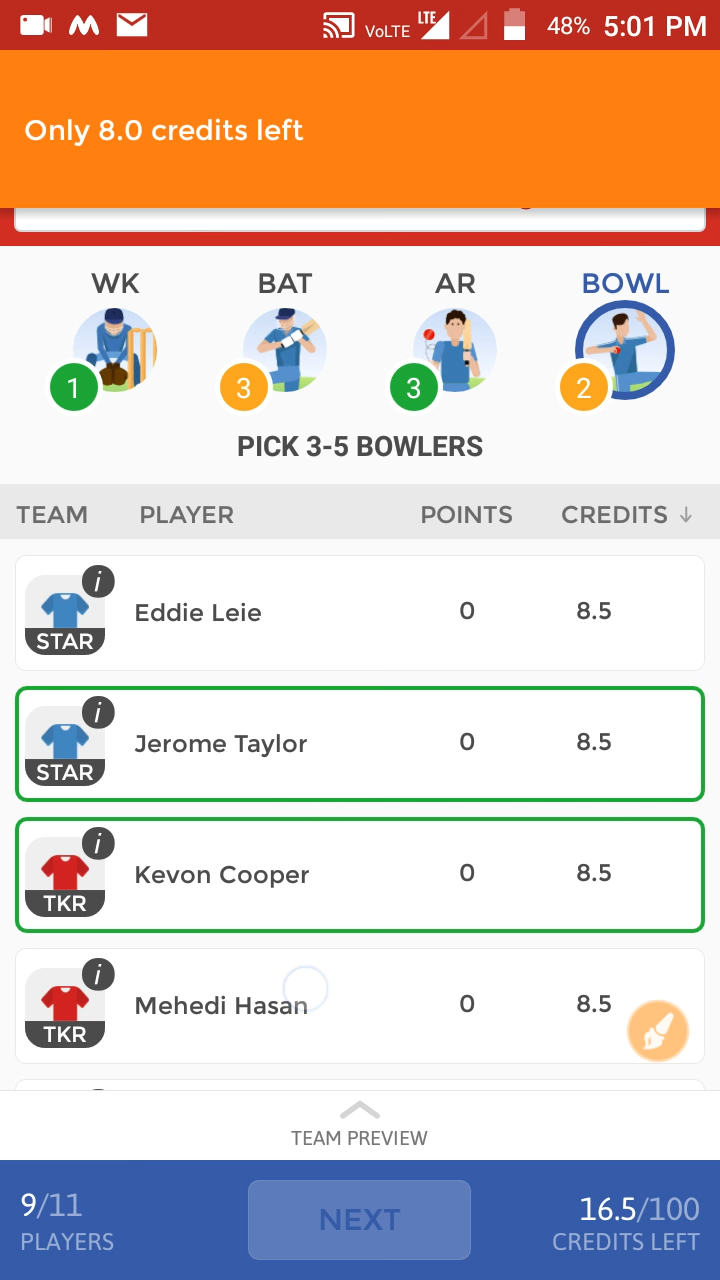 VoLTE LTE 48% 5:01 PM
Only 8.0 credits left
WK BAT AR BOWL
1 3 3 2
PICK 3-5 BOWLERS
TEAM PLAYER POINTS CREDITS ↓
i
Eddie Leie 0 8.5
STAR
i
Jerome Taylor 0 8.5
STAR
i
Kevon Cooper 0 8.5
TKR
i
Mehedi Hasan 0 8.5
TKR
TEAM PREVIEW
9/11 NEXT 16.5/100
PLAYERS CREDITS LEFT